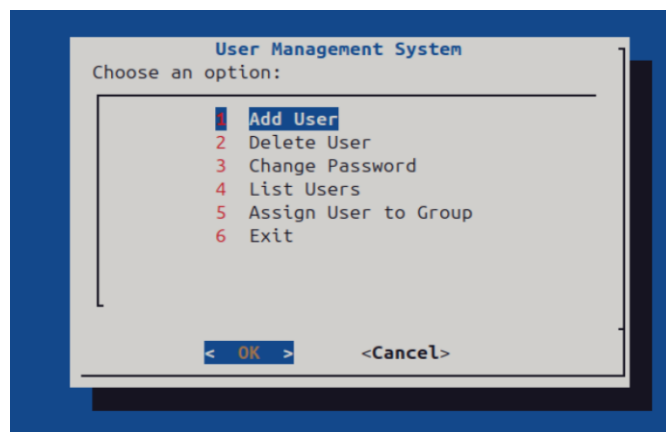 User Management System
Choose an option:
1 Add User
2 Delete User
3 Change Password
4 List Users
5 Assign User to Group
6 Exit
< OK > <Cancel>